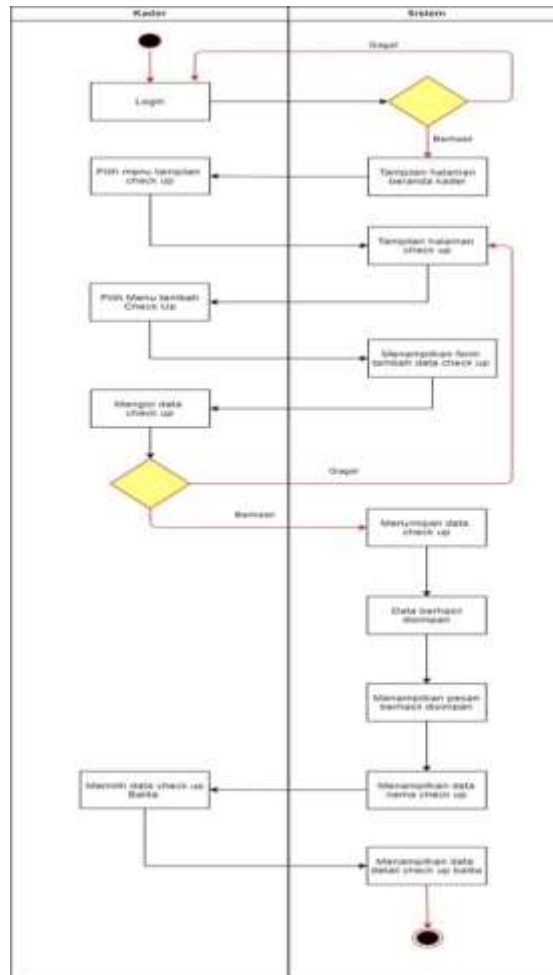 Kader
Sistem
Gagal
Login
Berhasil
Pilih menu tampilan
check up
Tampilan halaman
beranda kader
Tampilan halaman
check up
Pilih Menu tambah
Check Up
Menampilkan form
tambah data check up
Mengisi data
check up
Gagal
Berhasil
Menyimpan data
check up
Data berhasil
disimpan
Menampilkan pesan
berhasil disimpan
Memilih data check up
Balita
Menampilkan data
nama check up
Menampilkan data
detail check up balita